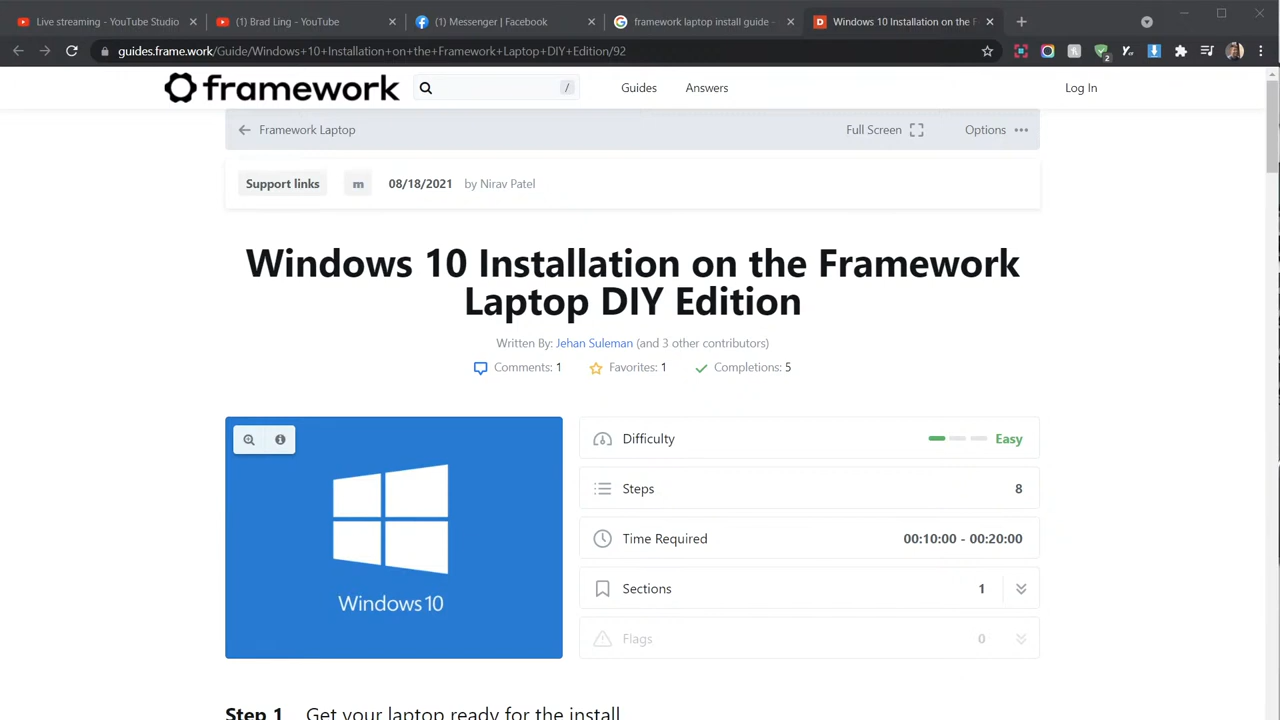 Live streaming - YouTube Studio
(1) Brad Ling - YouTube
(1) Messenger | Facebook
framework laptop install guide -
Windows 10 Installation on the F
guides.frame.work/Guide/Windows+10+Installation+on+the+Framework+Laptop+DIY+Edition/92
2
framework
/
Guides
Answers
Log In
Framework Laptop
Full Screen
Options
Support links
m
08/18/2021
by Nirav Patel
Windows 10 Installation on the Framework
Laptop DIY Edition
Written By: Jehan Suleman (and 3 other contributors)
Comments: 1
Favorites: 1
Completions: 5
Windows 10
Difficulty
Easy
Steps
8
Time Required
00:10:00 - 00:20:00
Sections
1
Flags
0
Step 1
Get your laptop ready for the install